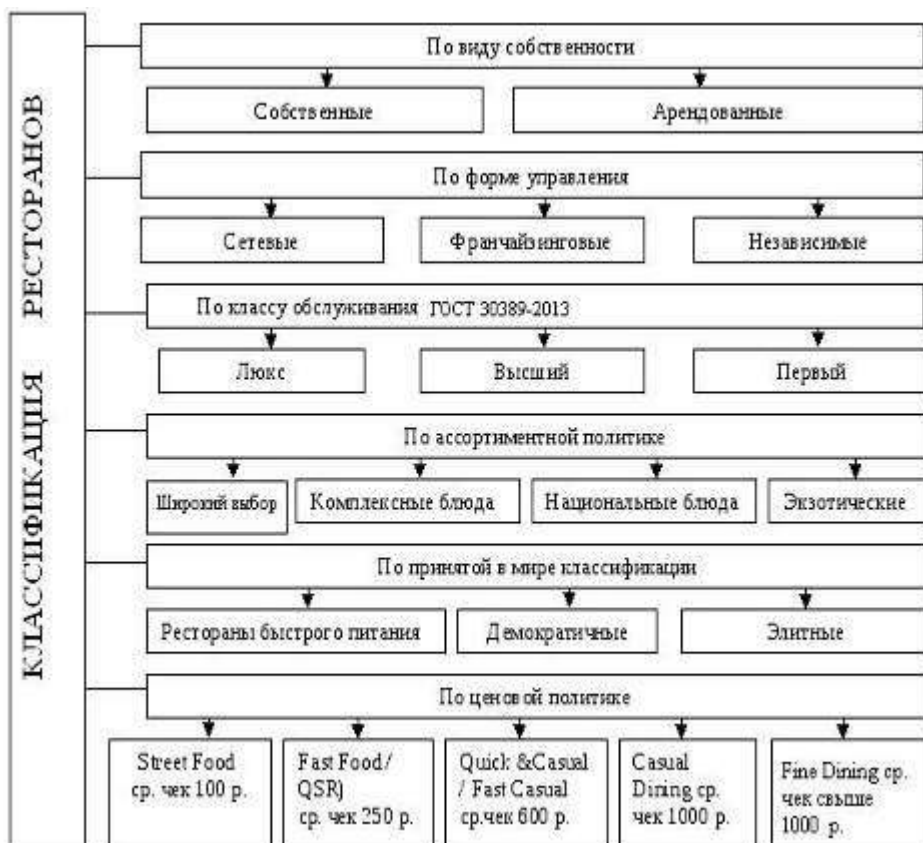 КЛАССИФИКАЦИЯ РЕСТОРАНОВ
По виду собственности
Собственные
Арендованные
По форме управления
Сетевые
Франчайзинговые
Независимые
По классу обслуживания ГОСТ 30389-2013
Люкс
Высший
Первый
По ассортиментной политике
Широкий выбор
Комплексные блюда
Национальные блюда
Экзотические
По принятой в мире классификации
Рестораны быстрого питания
Демократичные
Элитные
По ценовой политике
Street Food
ср. чек 100 р.
Fast Food /
QSR)
ср. чек 250 р.
Quick &Casual
/ Fast Casual
ср.чек 600 р.
Casual
Dining ср.
чек 1000 р.
Fine Dining ср.
чек свыше
1000 р.